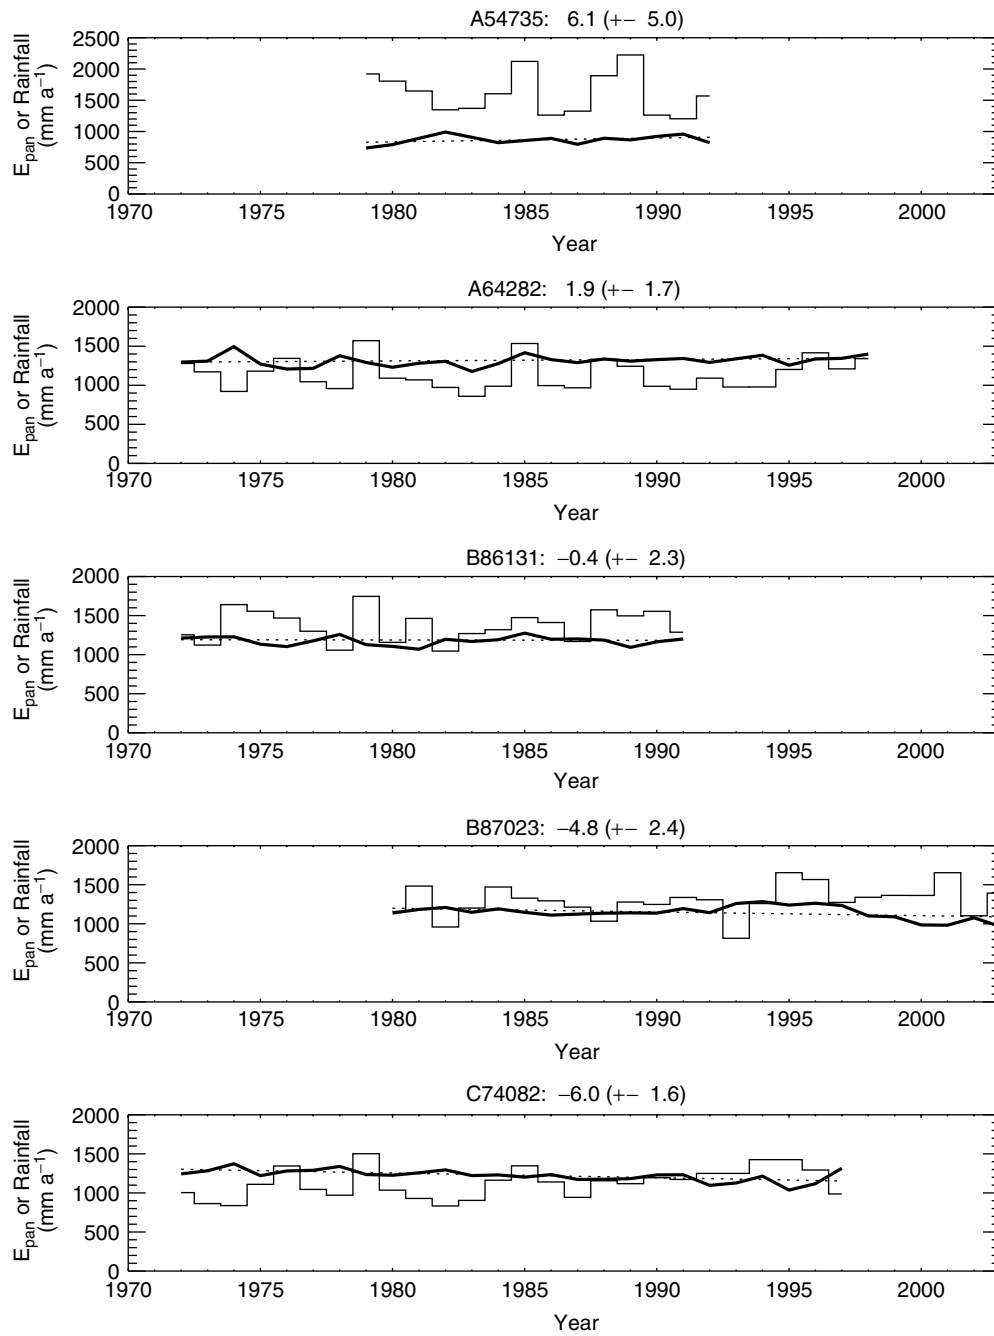 A54735: 6.1 (+− 5.0)
E_pan or Rainfall
(mm a⁻¹)
2500
2000
1500
1000
500
0
1970 1975 1980 1985 1990 1995 2000
Year
A64282: 1.9 (+− 1.7)
E_pan or Rainfall
(mm a⁻¹)
2000
1500
1000
500
0
1970 1975 1980 1985 1990 1995 2000
Year
B86131: −0.4 (+− 2.3)
E_pan or Rainfall
(mm a⁻¹)
2000
1500
1000
500
0
1970 1975 1980 1985 1990 1995 2000
Year
B87023: −4.8 (+− 2.4)
E_pan or Rainfall
(mm a⁻¹)
2000
1500
1000
500
0
1970 1975 1980 1985 1990 1995 2000
Year
C74082: −6.0 (+− 1.6)
E_pan or Rainfall
(mm a⁻¹)
2000
1500
1000
500
0
1970 1975 1980 1985 1990 1995 2000
Year